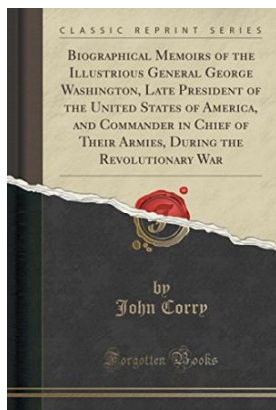 CLASSIC REPRINT SERIES
BIOGRAPHICAL MEMOIRS OF THE
ILLUSTRIOUS GENERAL GEORGE
WASHINGTON, LATE PRESIDENT OF THE
UNITED STATES OF AMERICA, AND
COMMANDER IN CHIEF OF THEIR
ARMIES, DURING THE
REVOLUTIONARY WAR
F
by
John Corry
Forgotten Books